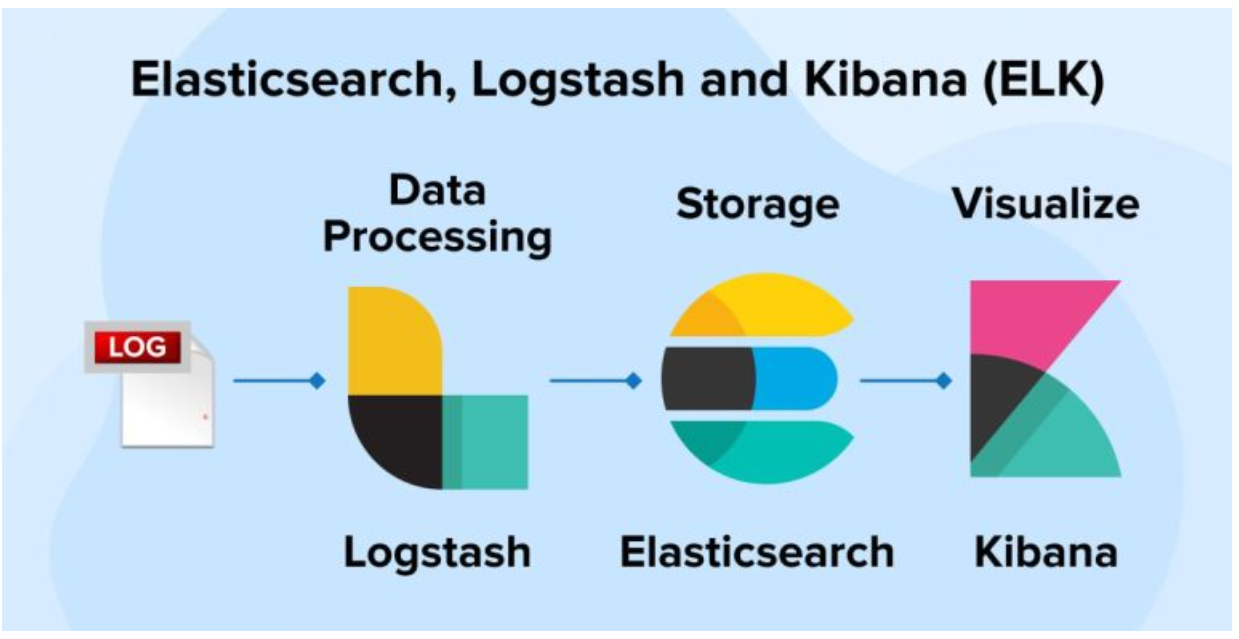 Elasticsearch, Logstash and Kibana (ELK)
Data
Processing
Storage
Visualize
LOG
Logstash
Elasticsearch
Kibana